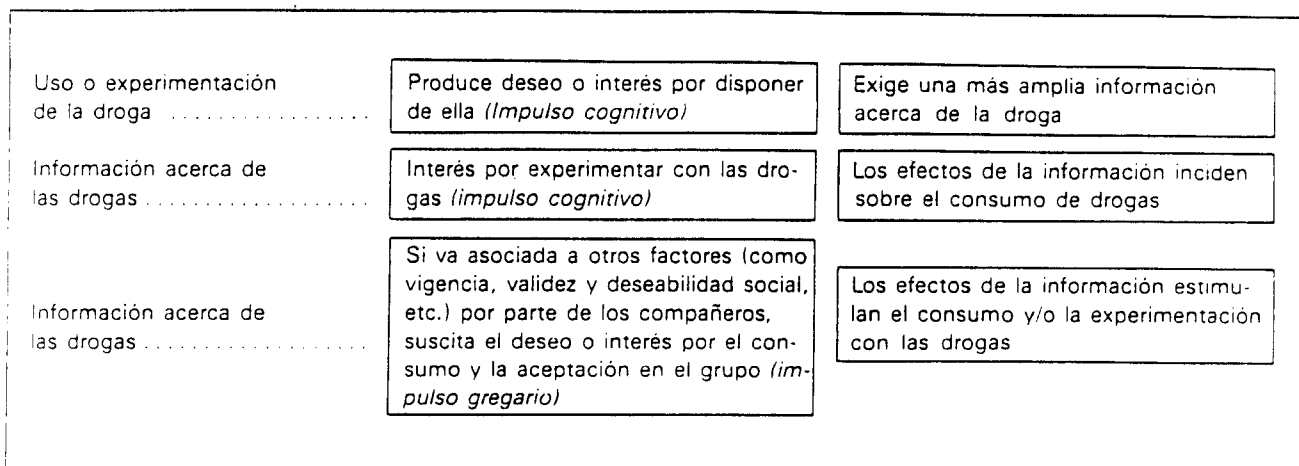 Uso o experimentación
de la droga ..................
Produce deseo o interés por disponer
de ella (Impulso cognitivo)
Exige una más amplia información
acerca de la droga
Información acerca de
las drogas ....................
Interés por experimentar con las dro-
gas (impulso cognitivo)
Los efectos de la información inciden
sobre el consumo de drogas
Información acerca de
las drogas ....................
Si va asociada a otros factores (como
vigencia, validez y deseabilidad social,
etc.) por parte de los compañeros,
suscita el deseo o interés por el con-
sumo y la aceptación en el grupo (im-
pulso gregario)
Los efectos de la información estimu-
lan el consumo y/o la experimentación
con las drogas